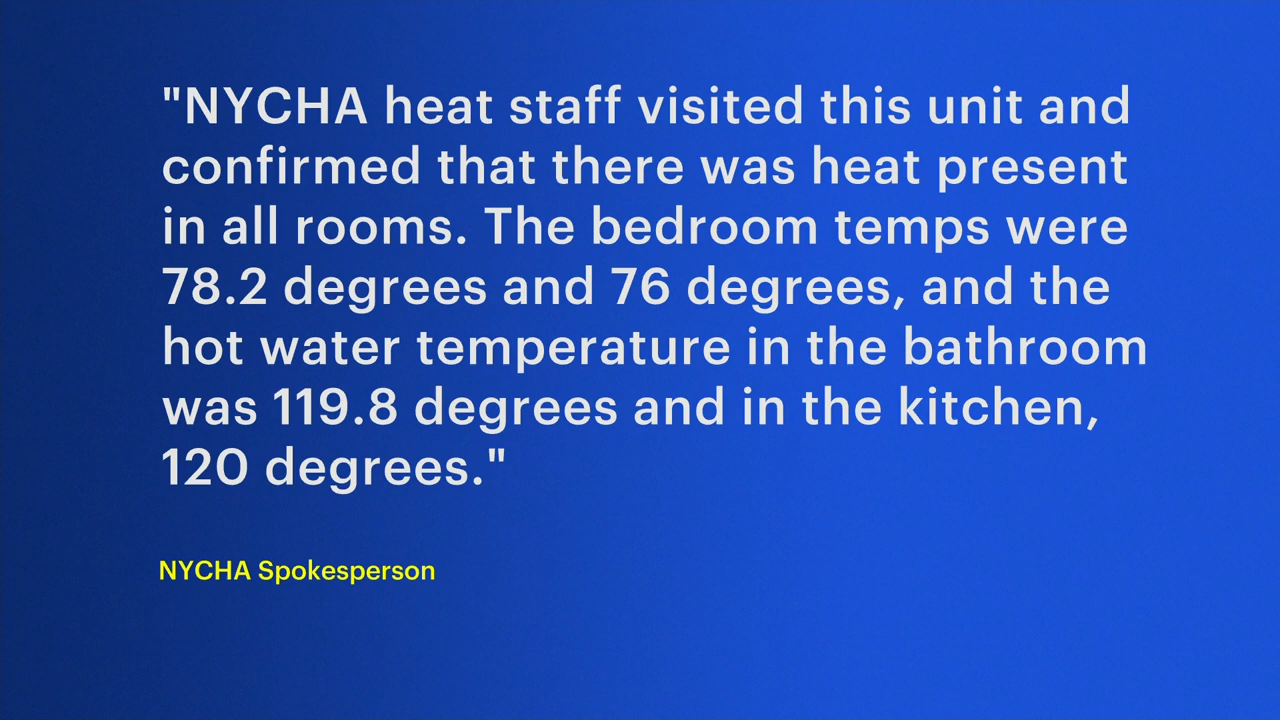 "NYCHA heat staff visited this unit and
confirmed that there was heat present
in all rooms. The bedroom temps were
78.2 degrees and 76 degrees, and the
hot water temperature in the bathroom
was 119.8 degrees and in the kitchen,
120 degrees."
NYCHA Spokesperson